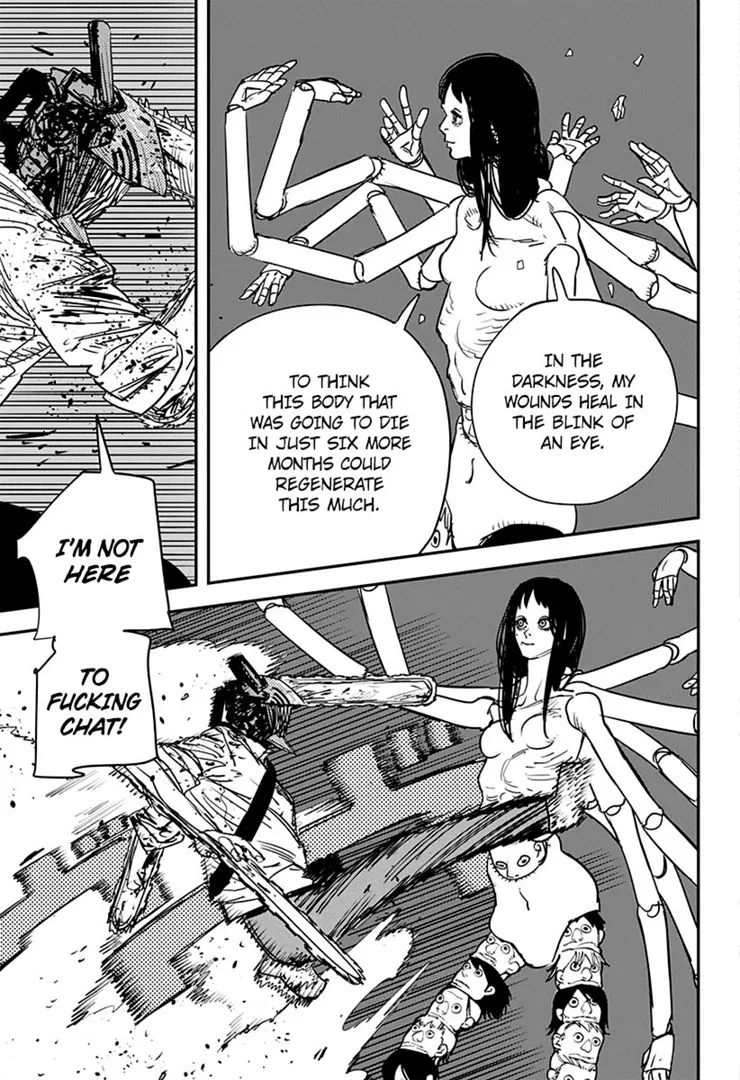 IN THE
DARKNESS, MY
WOUNDS HEAL IN
THE BLINK OF
AN EYE.
TO THINK
THIS BODY THAT
WAS GOING TO DIE
IN JUST SIX MORE
MONTHS COULD
REGENERATE
THIS MUCH.
I'M NOT
HERE
TO
FUCKING
CHAT!